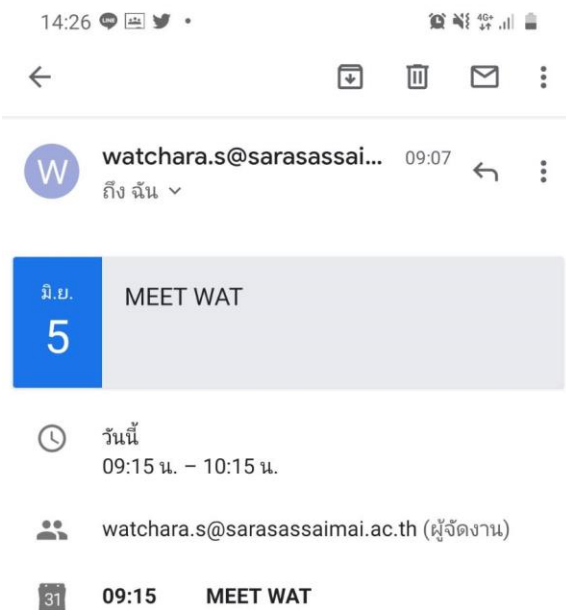 14:26
4G+
W
watchara.s@sarasassai... 09:07
ถึง ฉัน
มิ.ย.
5
MEET WAT
วันนี้
09:15 น. – 10:15 น.
watchara.s@sarasassaimai.ac.th (ผู้จัดงาน)
31
09:15 MEET WAT